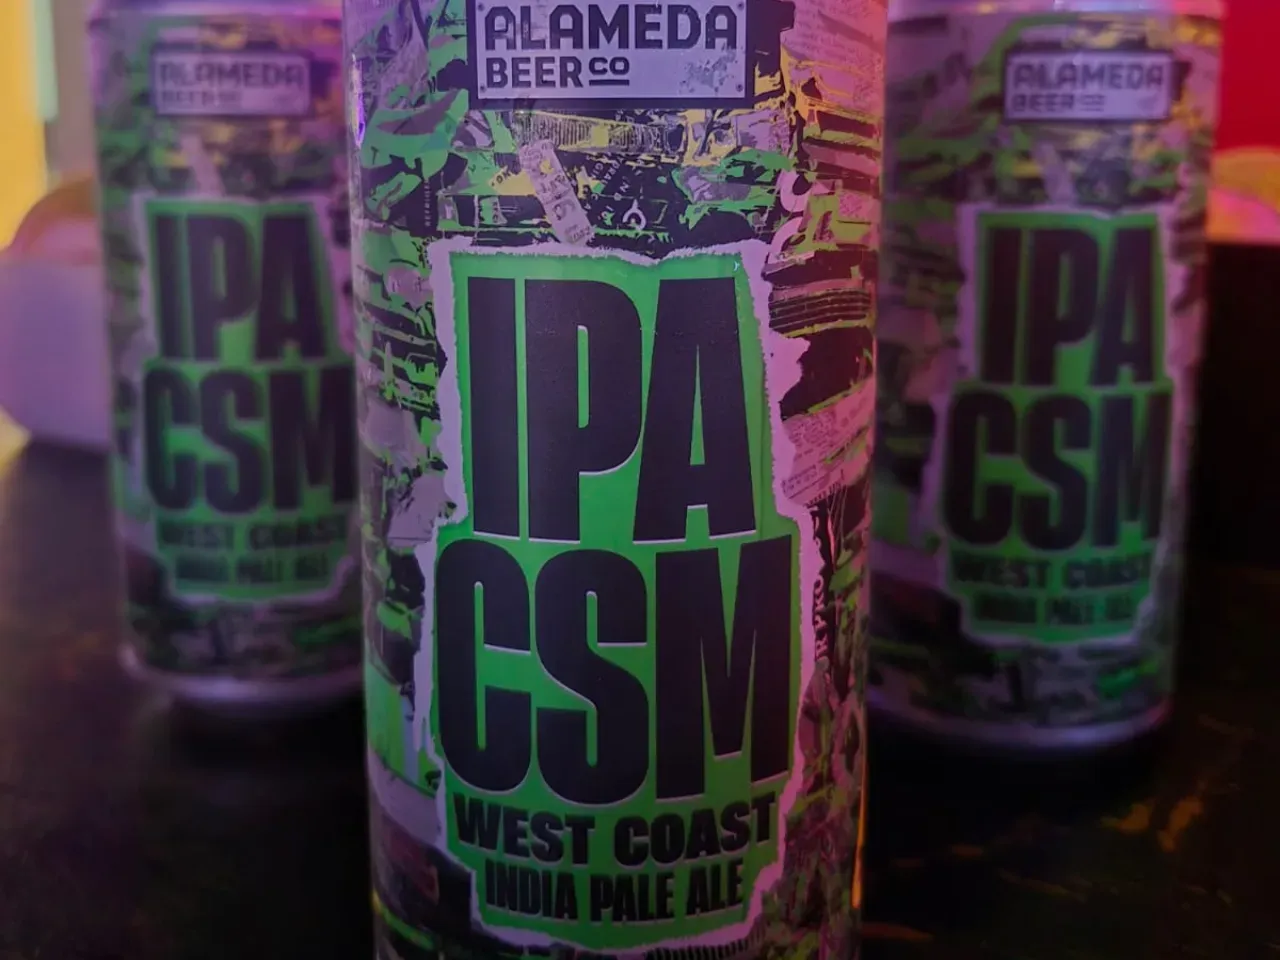 ALAMEDA
BEER CO
IPA
CSM
WEST COAST
INDIA PALE ALE
ALAMEDA
BEER CO
IPA
CSM
WEST COAST
INDIA PALE ALE
ALAMEDA
BEER CO
IPA
CSM
WEST COAST
INDIA PALE ALE